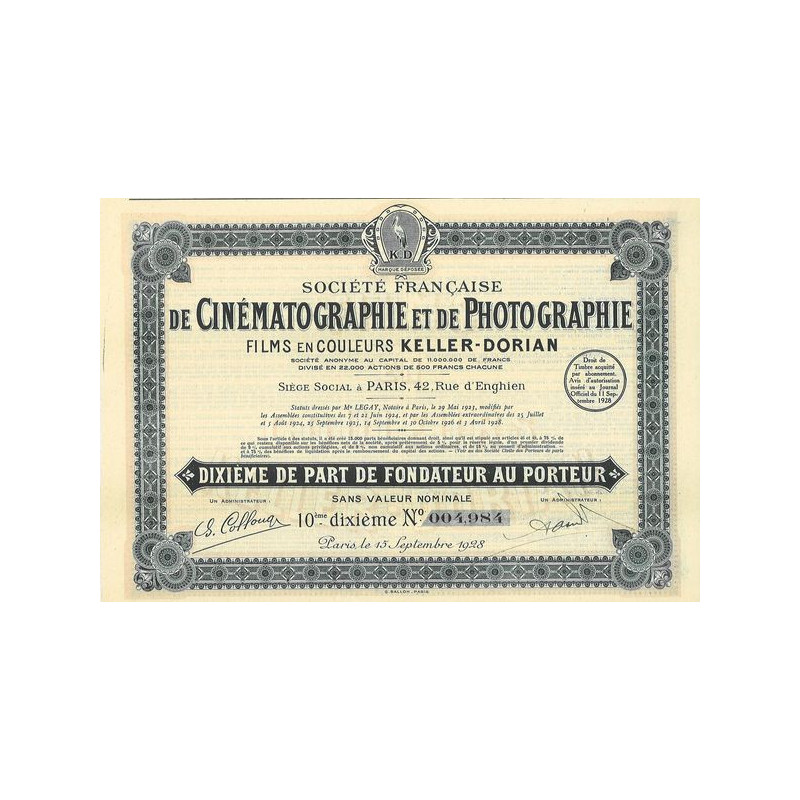 K D
MARQUE DÉPOSÉE
SOCIÉTÉ FRANÇAISE
DE CINÉMATOGRAPHIE ET DE PHOTOGRAPHIE
FILMS EN COULEURS KELLER-DORIAN
SOCIÉTÉ ANONYME AU CAPITAL DE 11.000.000 DE FRANCS
DIVISÉ EN 22.000 ACTIONS DE 500 FRANCS CHACUNE
SIÈGE SOCIAL à PARIS, 42, Rue d'Enghien
Droit de
Timbre acquitté
par abonnement.
Avis d'autorisation
inséré au Journal
Officiel du 11 Sep-
tembre 1928
Statuts dressés par Me LEGAY, Notaire à Paris, le 29 Mai 1923, modifiés par
les Assemblées constitutives des 7 et 21 Juin 1924, et par les Assemblées extraordinaires des 25 Juillet
et 5 Août 1924, 25 Septembre 1925, 14 Septembre et 30 Octobre 1926 et 3 Avril 1928.
DIXIÈME DE PART DE FONDATEUR AU PORTEUR
SANS VALEUR NOMINALE
UN ADMINISTRATEUR:
UN ADMINISTRATEUR:
10ème dixième No 004,984
Paris, le 15 Septembre 1928
G. BALLON, PARIS